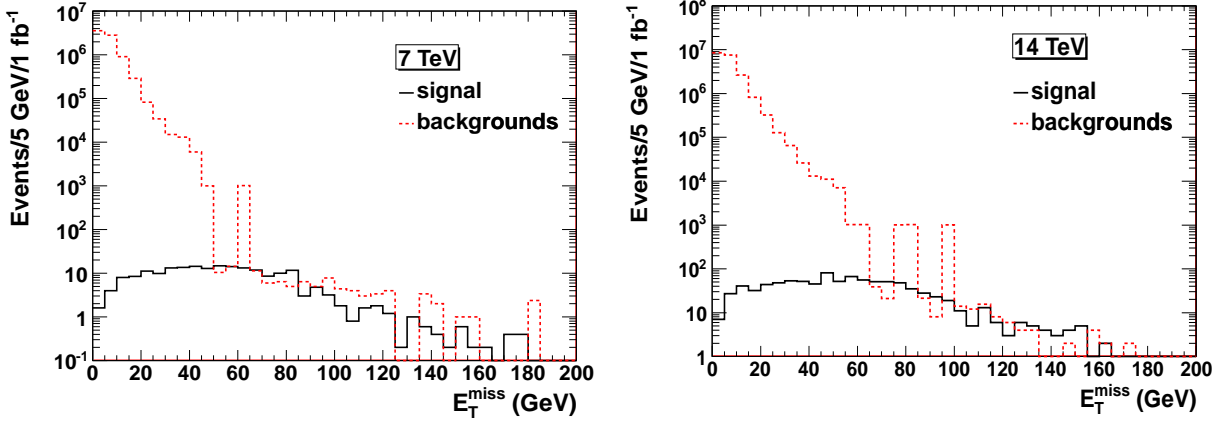 Events/5 GeV/1 fb⁻¹
7 TeV
signal
backgrounds
10⁷
10⁶
10⁵
10⁴
10³
10²
10
1
10⁻¹
0 20 40 60 80 100 120 140 160 180 200
E_T^miss (GeV)
Events/5 GeV/1 fb⁻¹
14 TeV
signal
backgrounds
10⁸
10⁷
10⁶
10⁵
10⁴
10³
10²
10
1
0 20 40 60 80 100 120 140 160 180 200
E_T^miss (GeV)